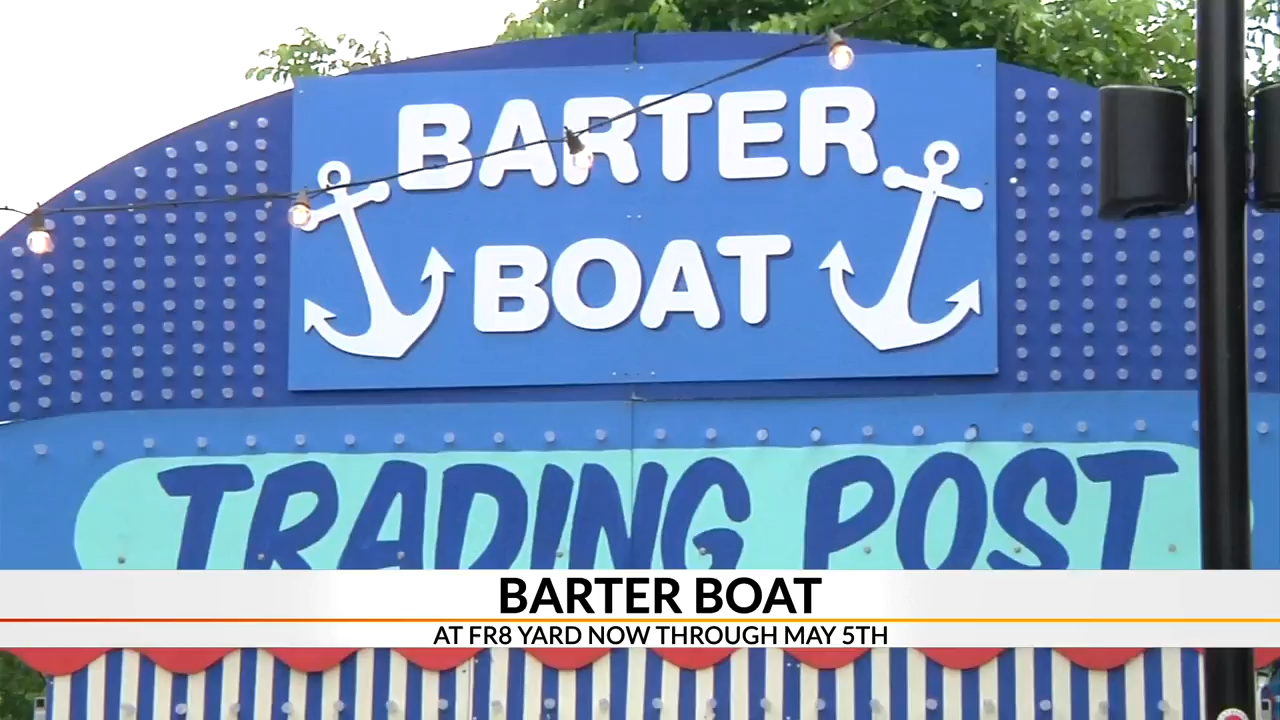 BARTER
BOAT
TRADING POST
BARTER BOAT
AT FR8 YARD NOW THROUGH MAY 5TH